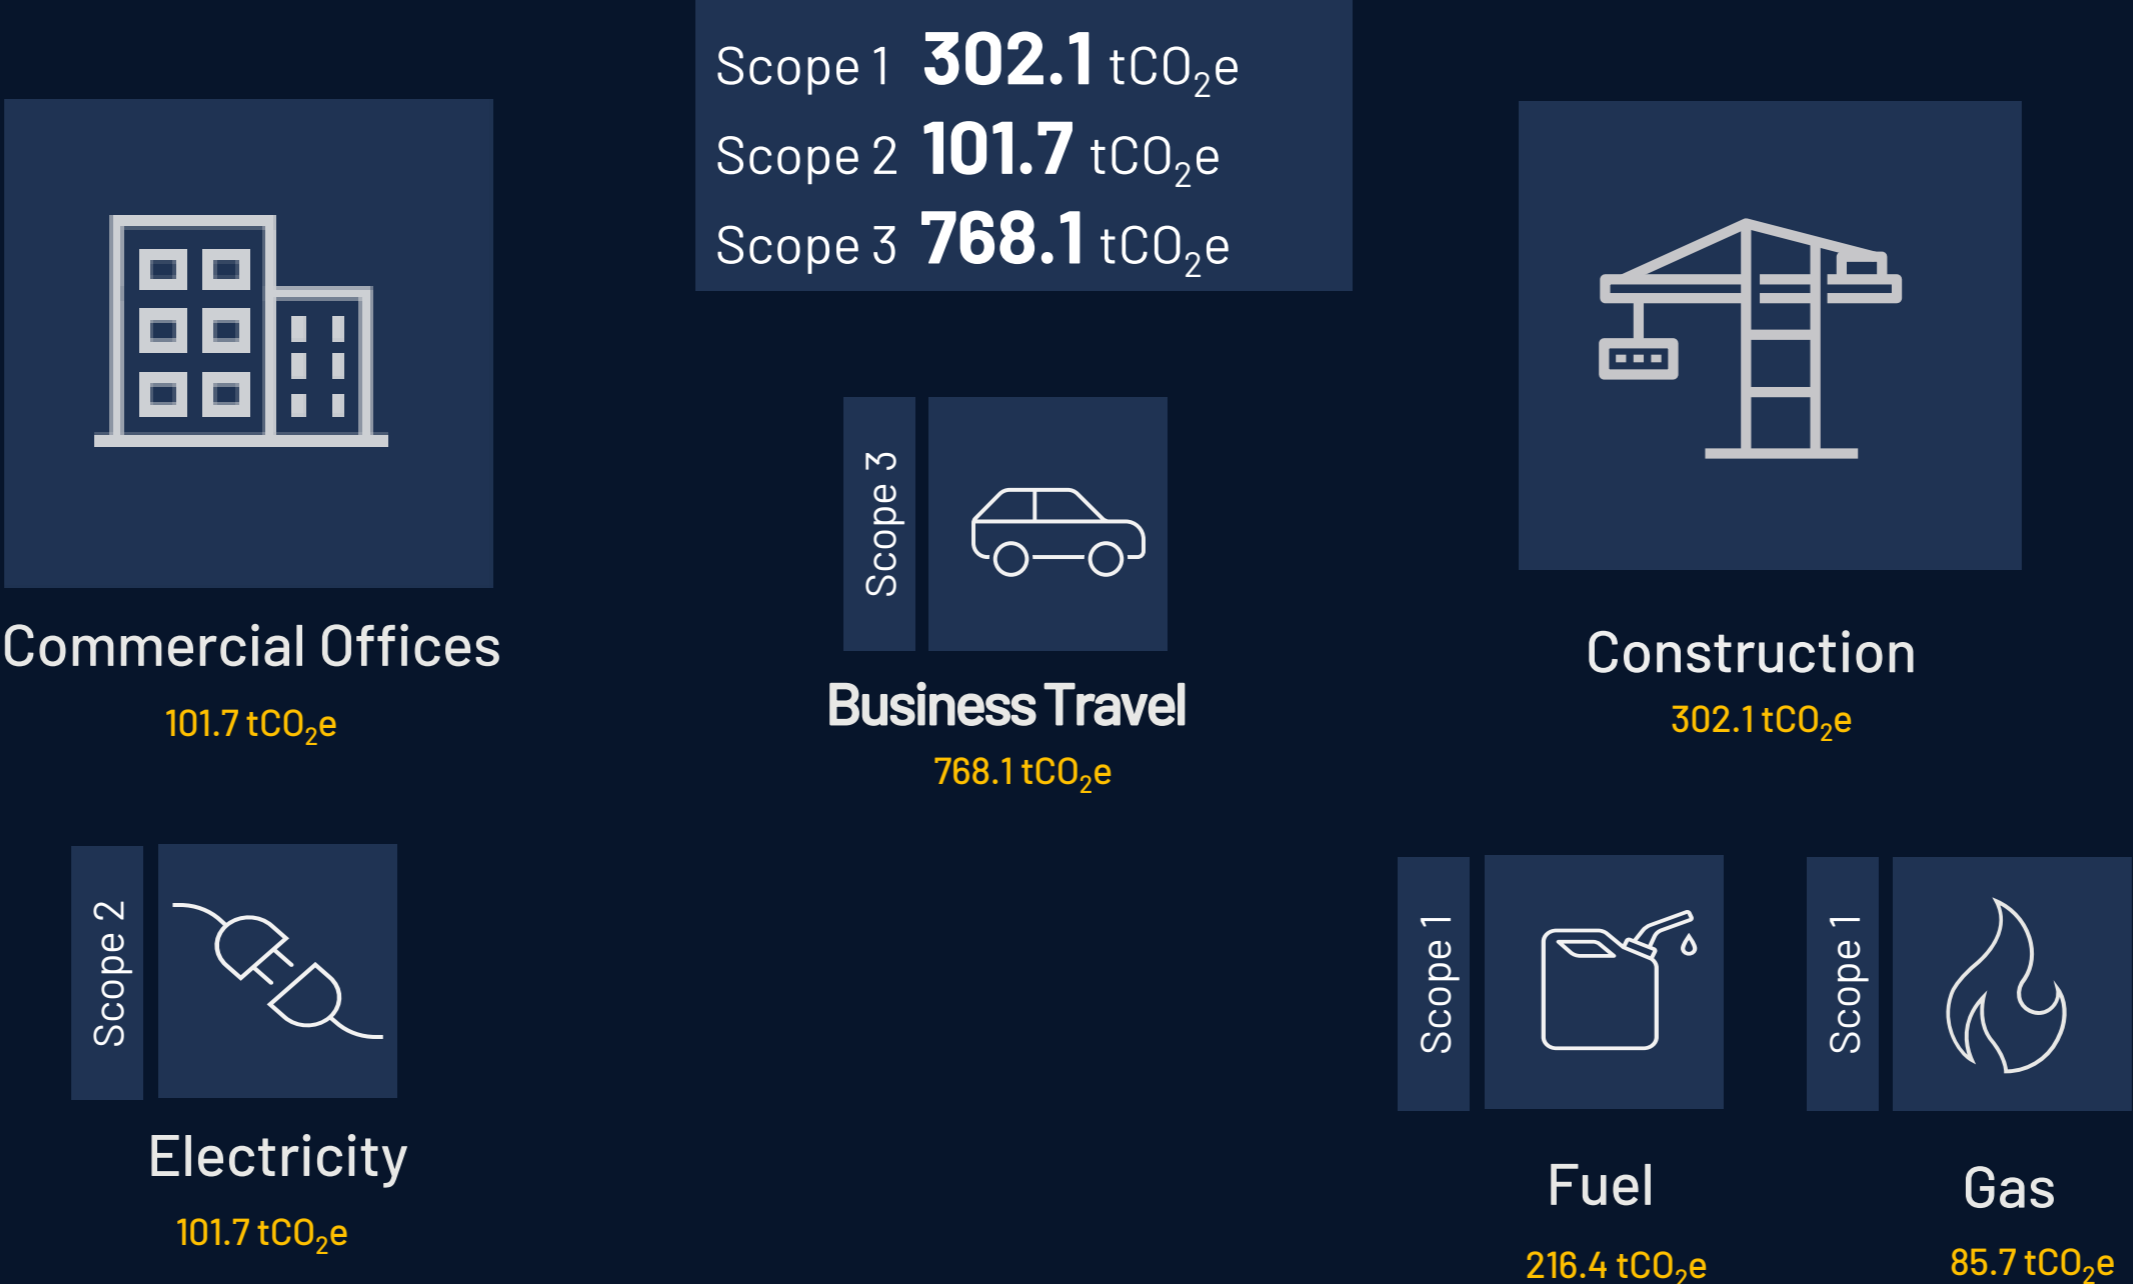 Scope 1 302.1 tCO₂e
Scope 2 101.7 tCO₂e
Scope 3 768.1 tCO₂e
Commercial Offices
101.7 tCO₂e
Scope 3
Business Travel
768.1 tCO₂e
Construction
302.1 tCO₂e
Scope 2
Electricity
101.7 tCO₂e
Scope 1
Fuel
216.4 tCO₂e
Scope 1
Gas
85.7 tCO₂e